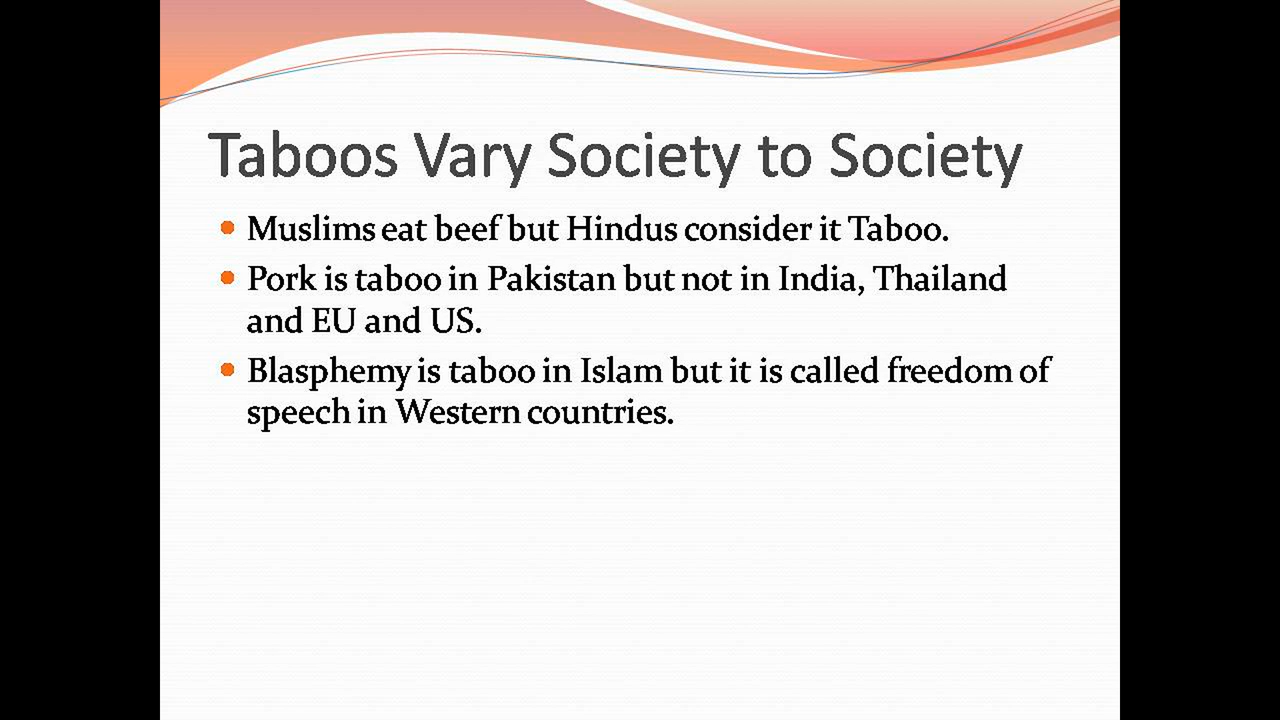 Taboos Vary Society to Society
Muslims eat beef but Hindus consider it Taboo.
Pork is taboo in Pakistan but not in India, Thailand
and EU and US.
Blasphemy is taboo in Islam but it is called freedom of
speech in Western countries.